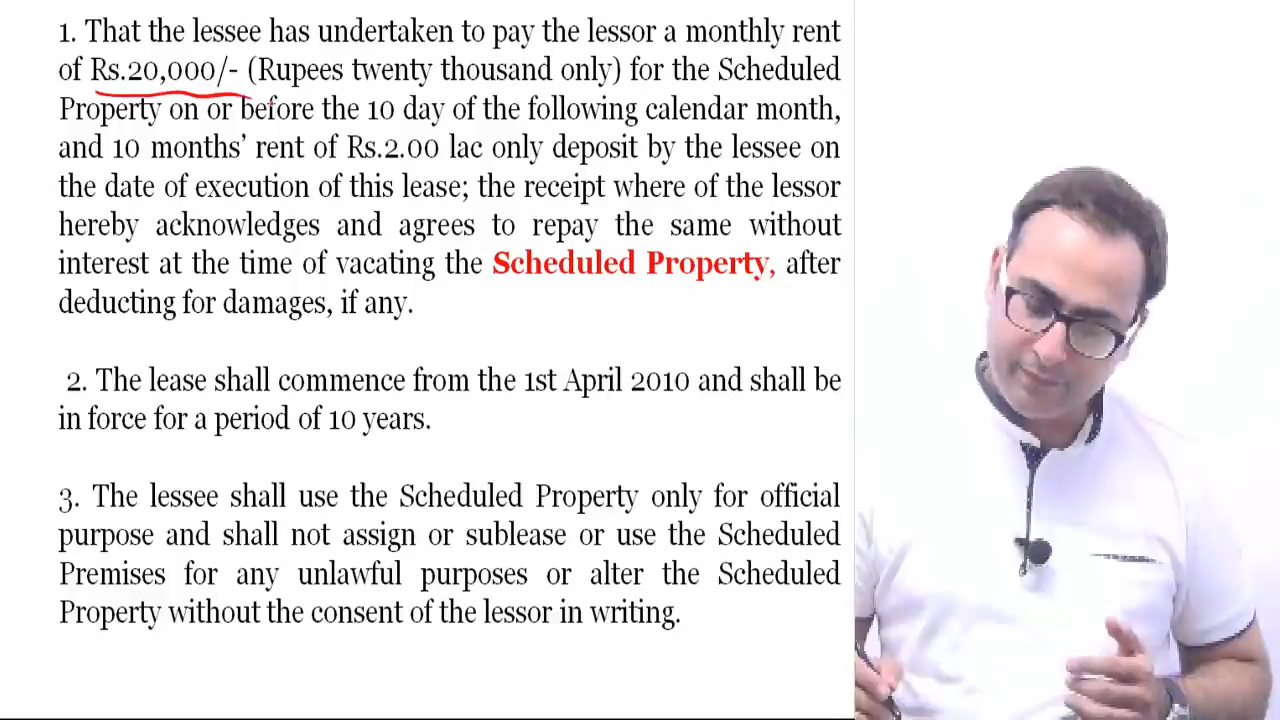 1. That the lessee has undertaken to pay the lessor a monthly rent
of Rs.20,000/- (Rupees twenty thousand only) for the Scheduled
Property on or before the 10 day of the following calendar month,
and 10 months’ rent of Rs.2.00 lac only deposit by the lessee on
the date of execution of this lease; the receipt where of the lessor
hereby acknowledges and agrees to repay the same without
interest at the time of vacating the Scheduled Property, after
deducting for damages, if any.
2. The lease shall commence from the 1st April 2010 and shall be
in force for a period of 10 years.
3. The lessee shall use the Scheduled Property only for official
purpose and shall not assign or sublease or use the Scheduled
Premises for any unlawful purposes or alter the Scheduled
Property without the consent of the lessor in writing.